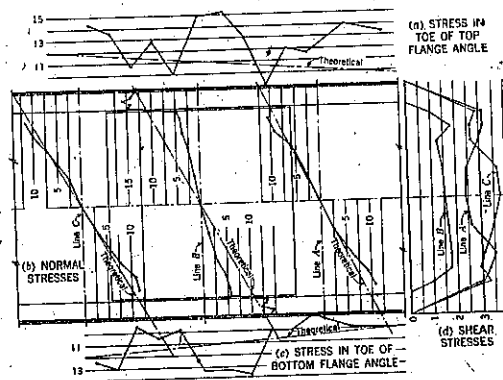 15
13
11
Theoretical
(a) STRESS IN
TOE OF TOP
FLANGE ANGLE
10
5
15
10
5
10
5
Line C
Line B
Line A
5
10
5
10
5
10
Theoretical
Theoretical
Theoretical
(b) NORMAL
STRESSES
Line B
Line A
Line C
0
1
2
3
(d) SHEAR
STRESSES
11
13
Theoretical
(c) STRESS IN TOE OF
BOTTOM FLANGE ANGLE